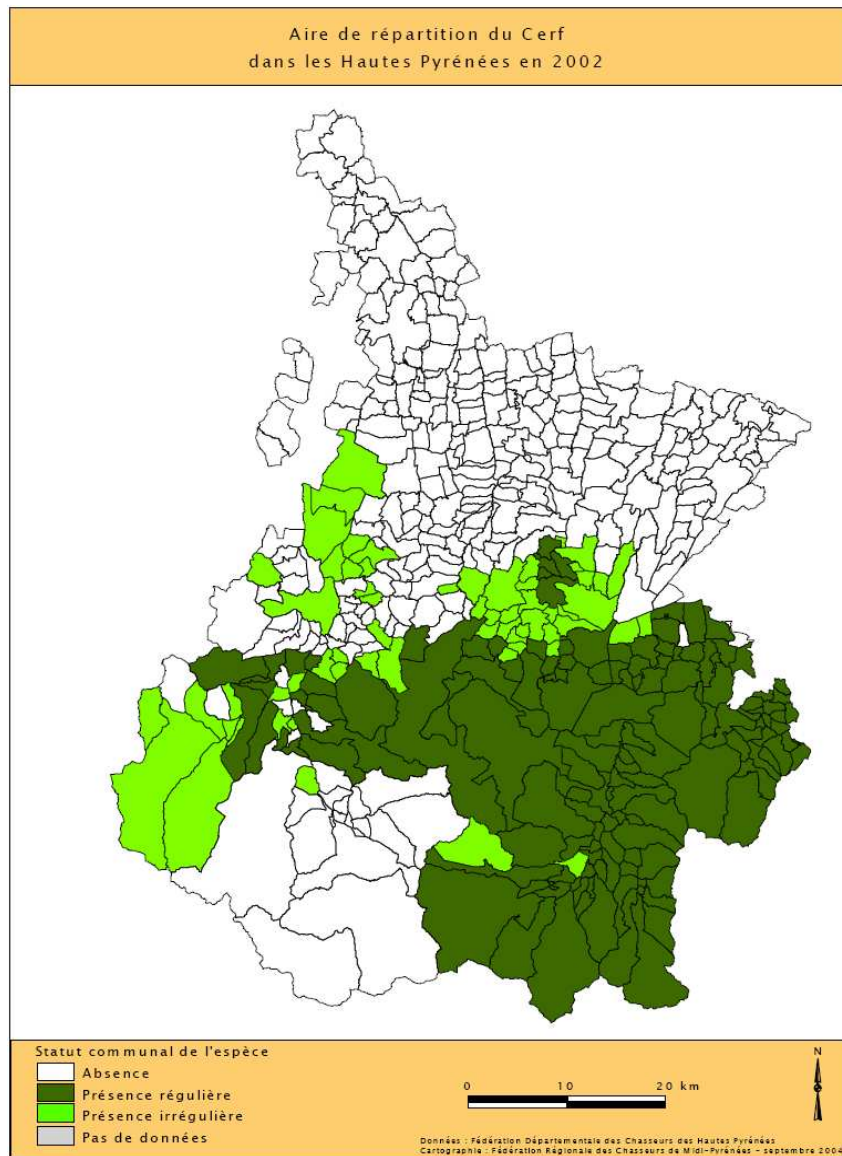 Aire de répartition du Cerf
dans les Hautes Pyrénées en 2002
Statut communal de l'espèce
Absence
Présence régulière
Présence irrégulière
Pas de données
0 10 20 km
N
Données : Fédération Départementale des Chasseurs des Hautes Pyrénées
Cartographie : Fédération Régionale des Chasseurs de Midi-Pyrénées - septembre 2004